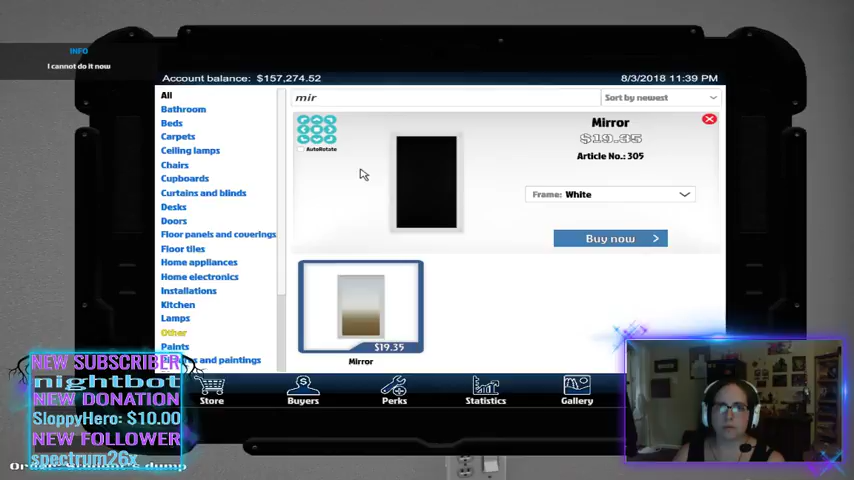 INFO
I cannot do it now
Account balance: $157,274.52
8/3/2018 11:39 PM
All
Bathroom
Beds
Carpets
Ceiling lamps
Chairs
Cupboards
Curtains and blinds
Desks
Doors
Floor panels and coverings
Floor tiles
Home appliances
Home electronics
Installations
Kitchen
Lamps
Other
Paints
and paintings
mir
Sort by newest
AutoRotate
Mirror
$19.35
Article No.: 305
Frame: White
Buy now
$19.35
Mirror
Store
Buyers
Perks
Statistics
Gallery
NEW SUBSCRIBER
nightbot
NEW DONATION
SloppyHero: $10.00
NEW FOLLOWER
spectrum26x
dump